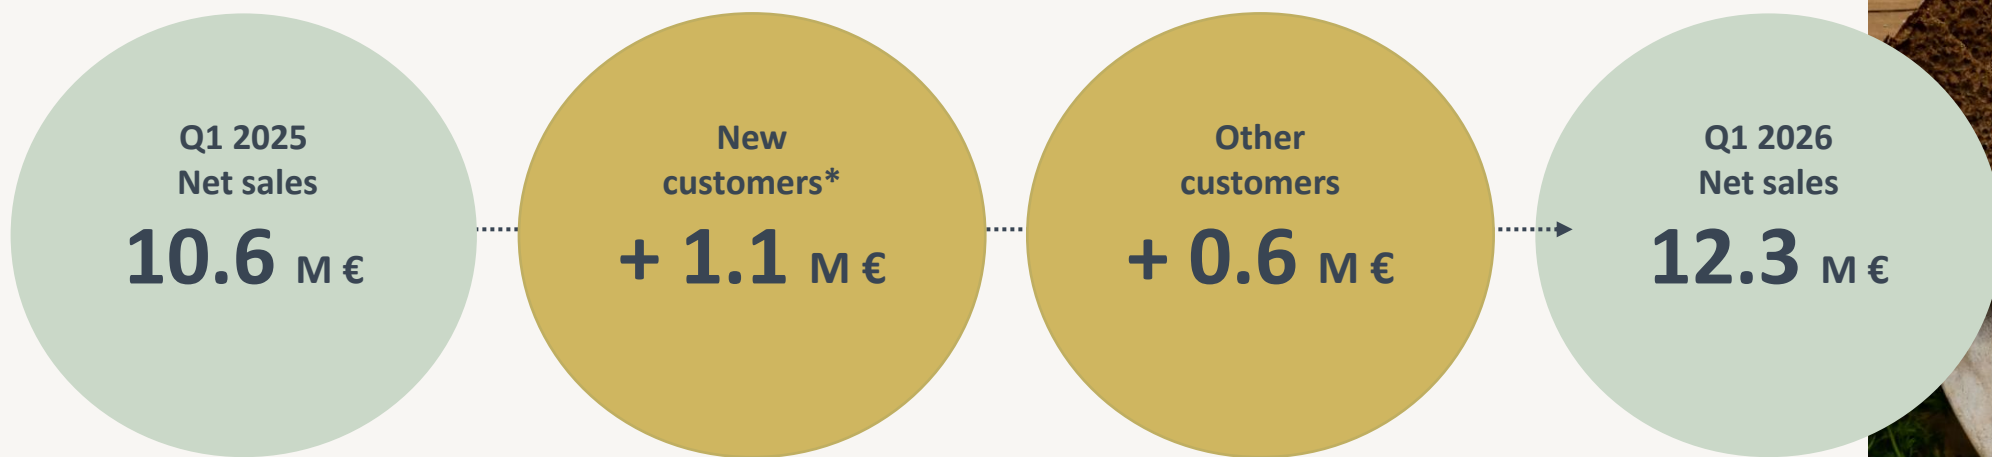 Q1 2025
Net sales
10.6 M €
New
customers*
+ 1.1 M €
Other
customers
+ 0.6 M €
Q1 2026
Net sales
12.3 M €